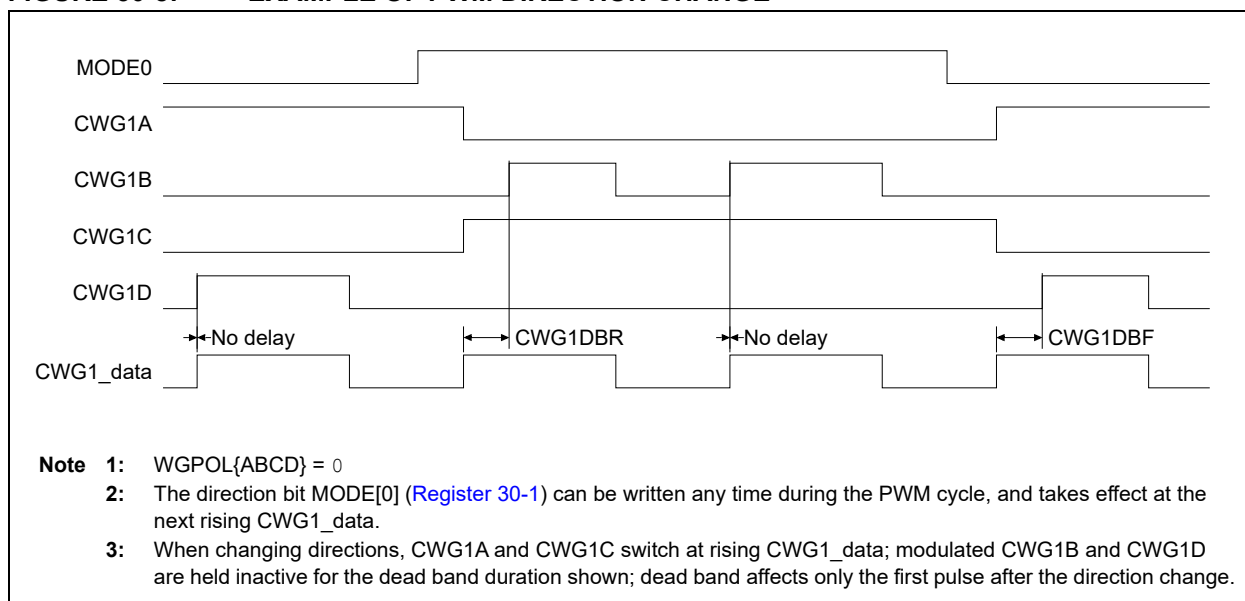 MODE0
CWG1A
CWG1B
CWG1C
CWG1D
No delay
CWG1DBR
No delay
CWG1DBF
CWG1_data
Note 1: WGPOL{ABCD} = 0
2: The direction bit MODE[0] (Register 30-1) can be written any time during the PWM cycle, and takes effect at the
next rising CWG1_data.
3: When changing directions, CWG1A and CWG1C switch at rising CWG1_data; modulated CWG1B and CWG1D
are held inactive for the dead band duration shown; dead band affects only the first pulse after the direction change.